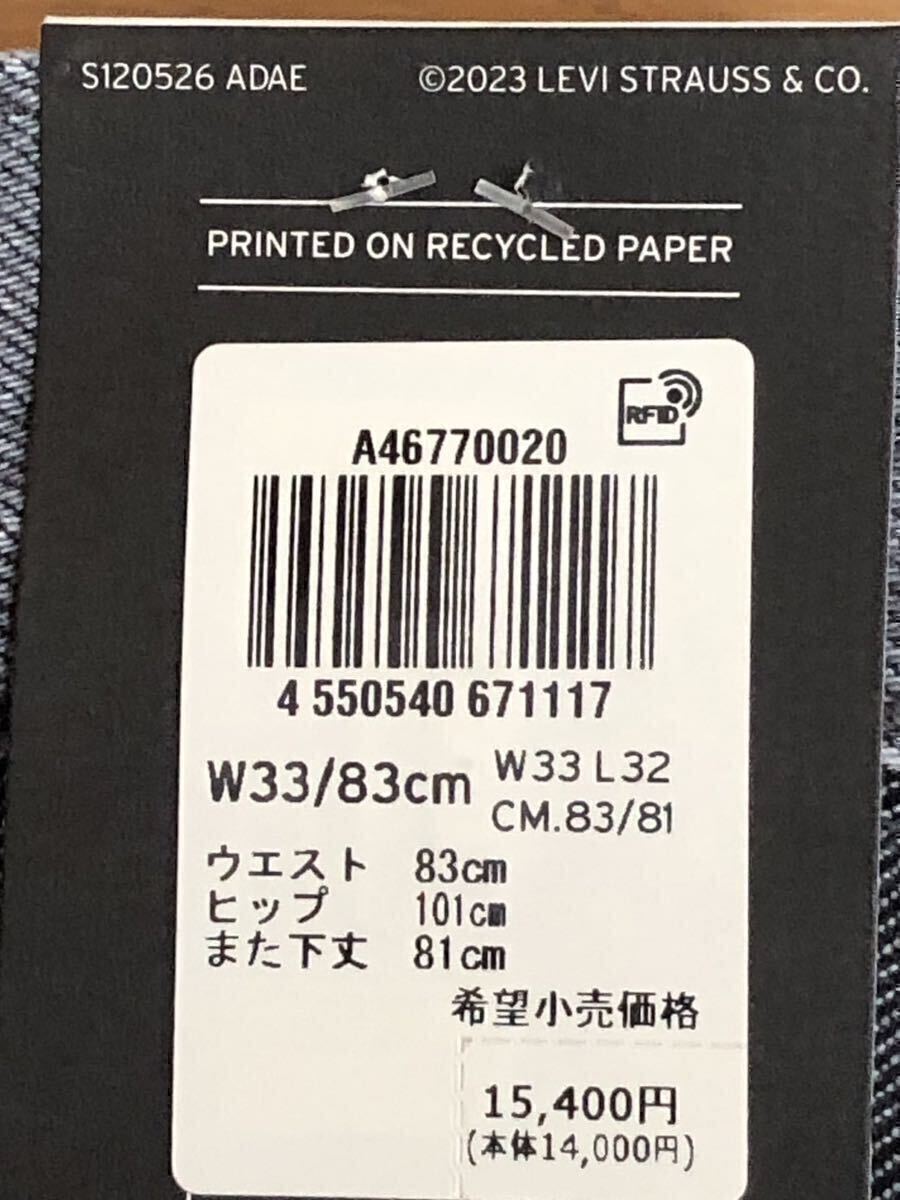 S120526 ADAE ©2023 LEVI STRAUSS & CO.
PRINTED ON RECYCLED PAPER
RFID
A46770020
4 550540 671117
W33/83cm
W33 L32
CM.83/81
ウエスト 83cm
ヒップ 101cm
また下丈 81cm
希望小売価格
15,400円
(本体14,000円)